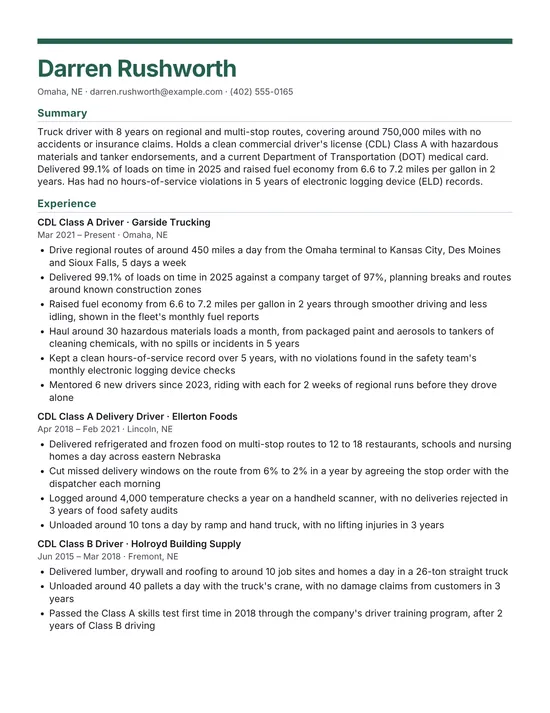 Darren Rushworth
Omaha, NE · darren.rushworth@example.com · (402) 555-0165
Summary
Truck driver with 8 years on regional and multi-stop routes, covering around 750,000 miles with no
accidents or insurance claims. Holds a clean commercial driver's license (CDL) Class A with hazardous
materials and tanker endorsements, and a current Department of Transportation (DOT) medical card.
Delivered 99.1% of loads on time in 2025 and raised fuel economy from 6.6 to 7.2 miles per gallon in 2
years. Has had no hours-of-service violations in 5 years of electronic logging device (ELD) records.
Experience
CDL Class A Driver · Garside Trucking
Mar 2021 – Present · Omaha, NE
• Drive regional routes of around 450 miles a day from the Omaha terminal to Kansas City, Des Moines
and Sioux Falls, 5 days a week
• Delivered 99.1% of loads on time in 2025 against a company target of 97%, planning breaks and routes
around known construction zones
• Raised fuel economy from 6.6 to 7.2 miles per gallon in 2 years through smoother driving and less
idling, shown in the fleet's monthly fuel reports
• Haul around 30 hazardous materials loads a month, from packaged paint and aerosols to tankers of
cleaning chemicals, with no spills or incidents in 5 years
• Kept a clean hours-of-service record over 5 years, with no violations found in the safety team's
monthly electronic logging device checks
• Mentored 6 new drivers since 2023, riding with each for 2 weeks of regional runs before they drove
alone
CDL Class A Delivery Driver · Ellerton Foods
Apr 2018 – Feb 2021 · Lincoln, NE
• Delivered refrigerated and frozen food on multi-stop routes to 12 to 18 restaurants, schools and nursing
homes a day across eastern Nebraska
• Cut missed delivery windows on the route from 6% to 2% in a year by agreeing the stop order with the
dispatcher each morning
• Logged around 4,000 temperature checks a year on a handheld scanner, with no deliveries rejected in
3 years of food safety audits
• Unloaded around 10 tons a day by ramp and hand truck, with no lifting injuries in 3 years
CDL Class B Driver · Holroyd Building Supply
Jun 2015 – Mar 2018 · Fremont, NE
• Delivered lumber, drywall and roofing to around 10 job sites and homes a day in a 26-ton straight truck
• Unloaded around 40 pallets a day with the truck's crane, with no damage claims from customers in 3
years
• Passed the Class A skills test first time in 2018 through the company's driver training program, after 2
years of Class B driving